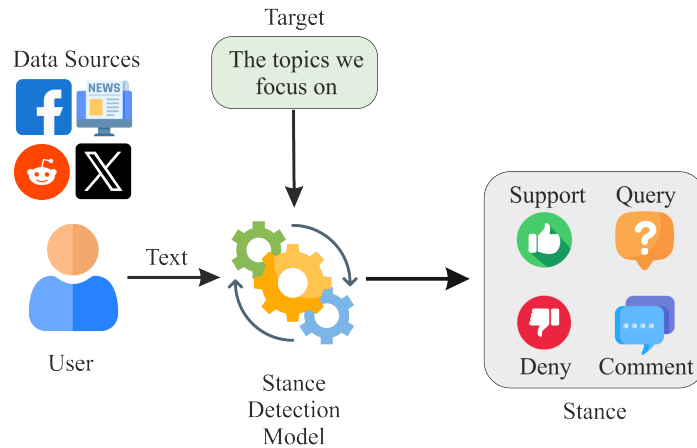 Target
Data Sources
The topics we
focus on
NEWS
Support
Query
Text
User
Deny
Comment
Stance
Detection
Model
Stance